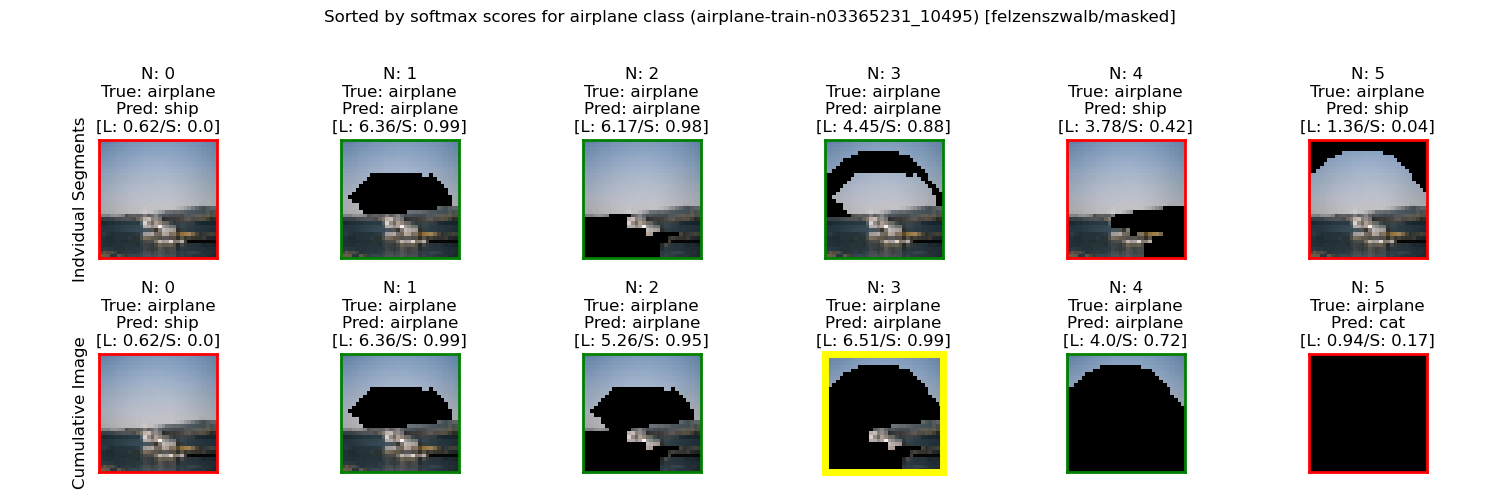 Sorted by softmax scores for airplane class (airplane-train-n03365231_10495) [felzenszwalb/masked]
Indvidual Segments
N: 0
True: airplane
Pred: ship
[L: 0.62/S: 0.0]
N: 1
True: airplane
Pred: airplane
[L: 6.36/S: 0.99]
N: 2
True: airplane
Pred: airplane
[L: 6.17/S: 0.98]
N: 3
True: airplane
Pred: airplane
[L: 4.45/S: 0.88]
N: 4
True: airplane
Pred: ship
[L: 3.78/S: 0.42]
N: 5
True: airplane
Pred: ship
[L: 1.36/S: 0.04]
Cumulative Image
N: 0
True: airplane
Pred: ship
[L: 0.62/S: 0.0]
N: 1
True: airplane
Pred: airplane
[L: 6.36/S: 0.99]
N: 2
True: airplane
Pred: airplane
[L: 5.26/S: 0.95]
N: 3
True: airplane
Pred: airplane
[L: 6.51/S: 0.99]
N: 4
True: airplane
Pred: airplane
[L: 4.0/S: 0.72]
N: 5
True: airplane
Pred: cat
[L: 0.94/S: 0.17]